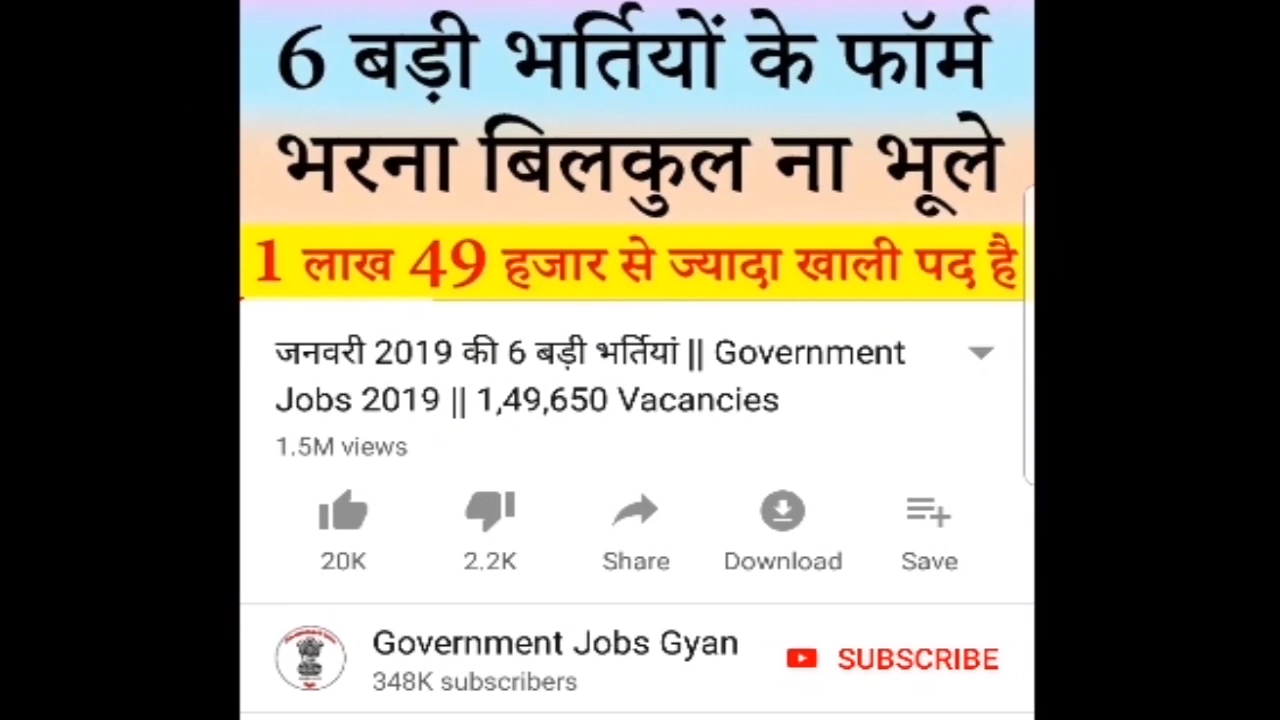 6 बड़ी भर्तियों के फॉर्म
भरना बिलकुल ना भूले
1 लाख 49 हजार से ज्यादा खाली पद है
जनवरी 2019 की 6 बड़ी भर्तियां || Government
Jobs 2019 || 1,49,650 Vacancies
1.5M views
20K 2.2K Share Download Save
Government Jobs Gyan
348K subscribers
SUBSCRIBE